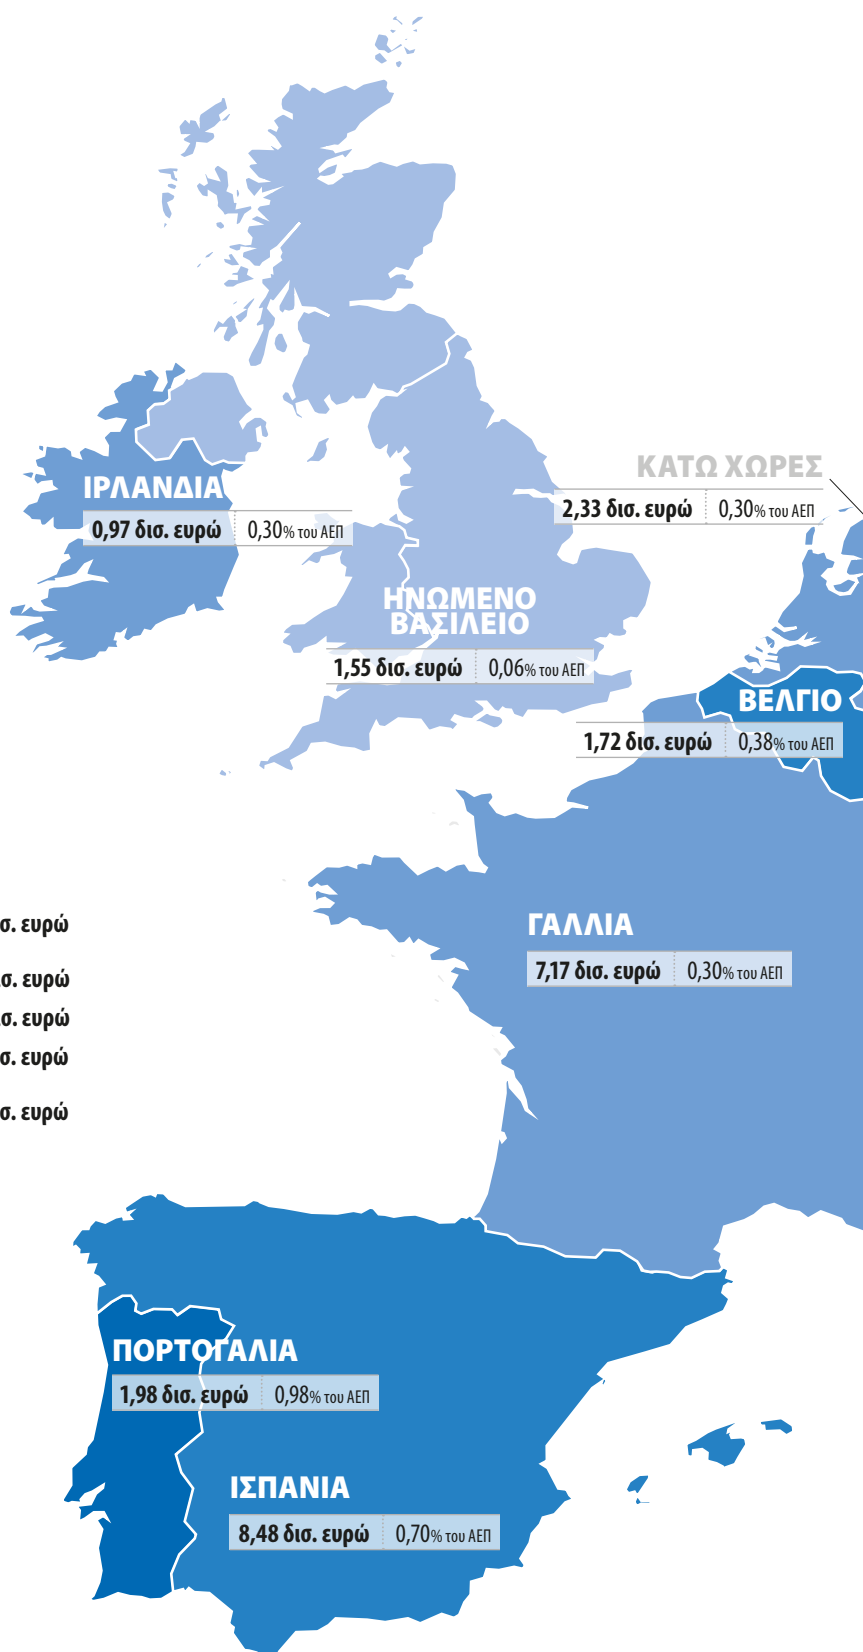 ΚΑΤΩ ΧΩΡΕΣ
2,33 δισ. ευρώ 0,30% του ΑΕΠ
ΙΡΛΑΝΔΙΑ
0,97 δισ. ευρώ 0,30% του ΑΕΠ
ΗΝΩΜΕΝΟ
ΒΑΣΙΛΕΙΟ
1,55 δισ. ευρώ 0,06% του ΑΕΠ
ΒΕΛΓΙΟ
1,72 δισ. ευρώ 0,38% του ΑΕΠ
ΓΑΛΛΙΑ
7,17 δισ. ευρώ 0,30% του ΑΕΠ
ευρώ
ευρώ
ευρώ
ευρώ
ευρώ
ΠΟΡΤΟΓΑΛΙΑ
1,98 δισ. ευρώ 0,98% του ΑΕΠ
ΙΣΠΑΝΙΑ
8,48 δισ. ευρώ 0,70% του ΑΕΠ